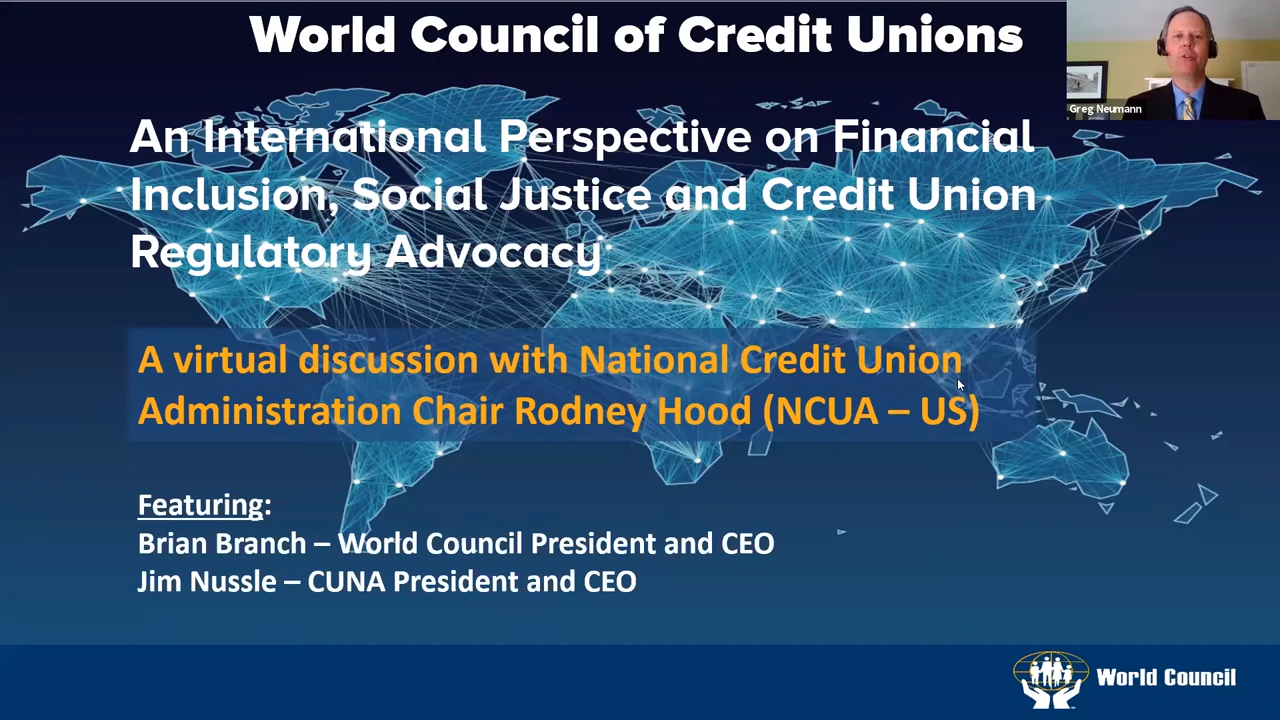 World Council of Credit Unions
Greg Neumann
An International Perspective on Financial
Inclusion, Social Justice and Credit Union
Regulatory Advocacy
A virtual discussion with National Credit Union
Administration Chair Rodney Hood (NCUA – US)
Featuring:
Brian Branch – World Council President and CEO
Jim Nussle – CUNA President and CEO
World Council